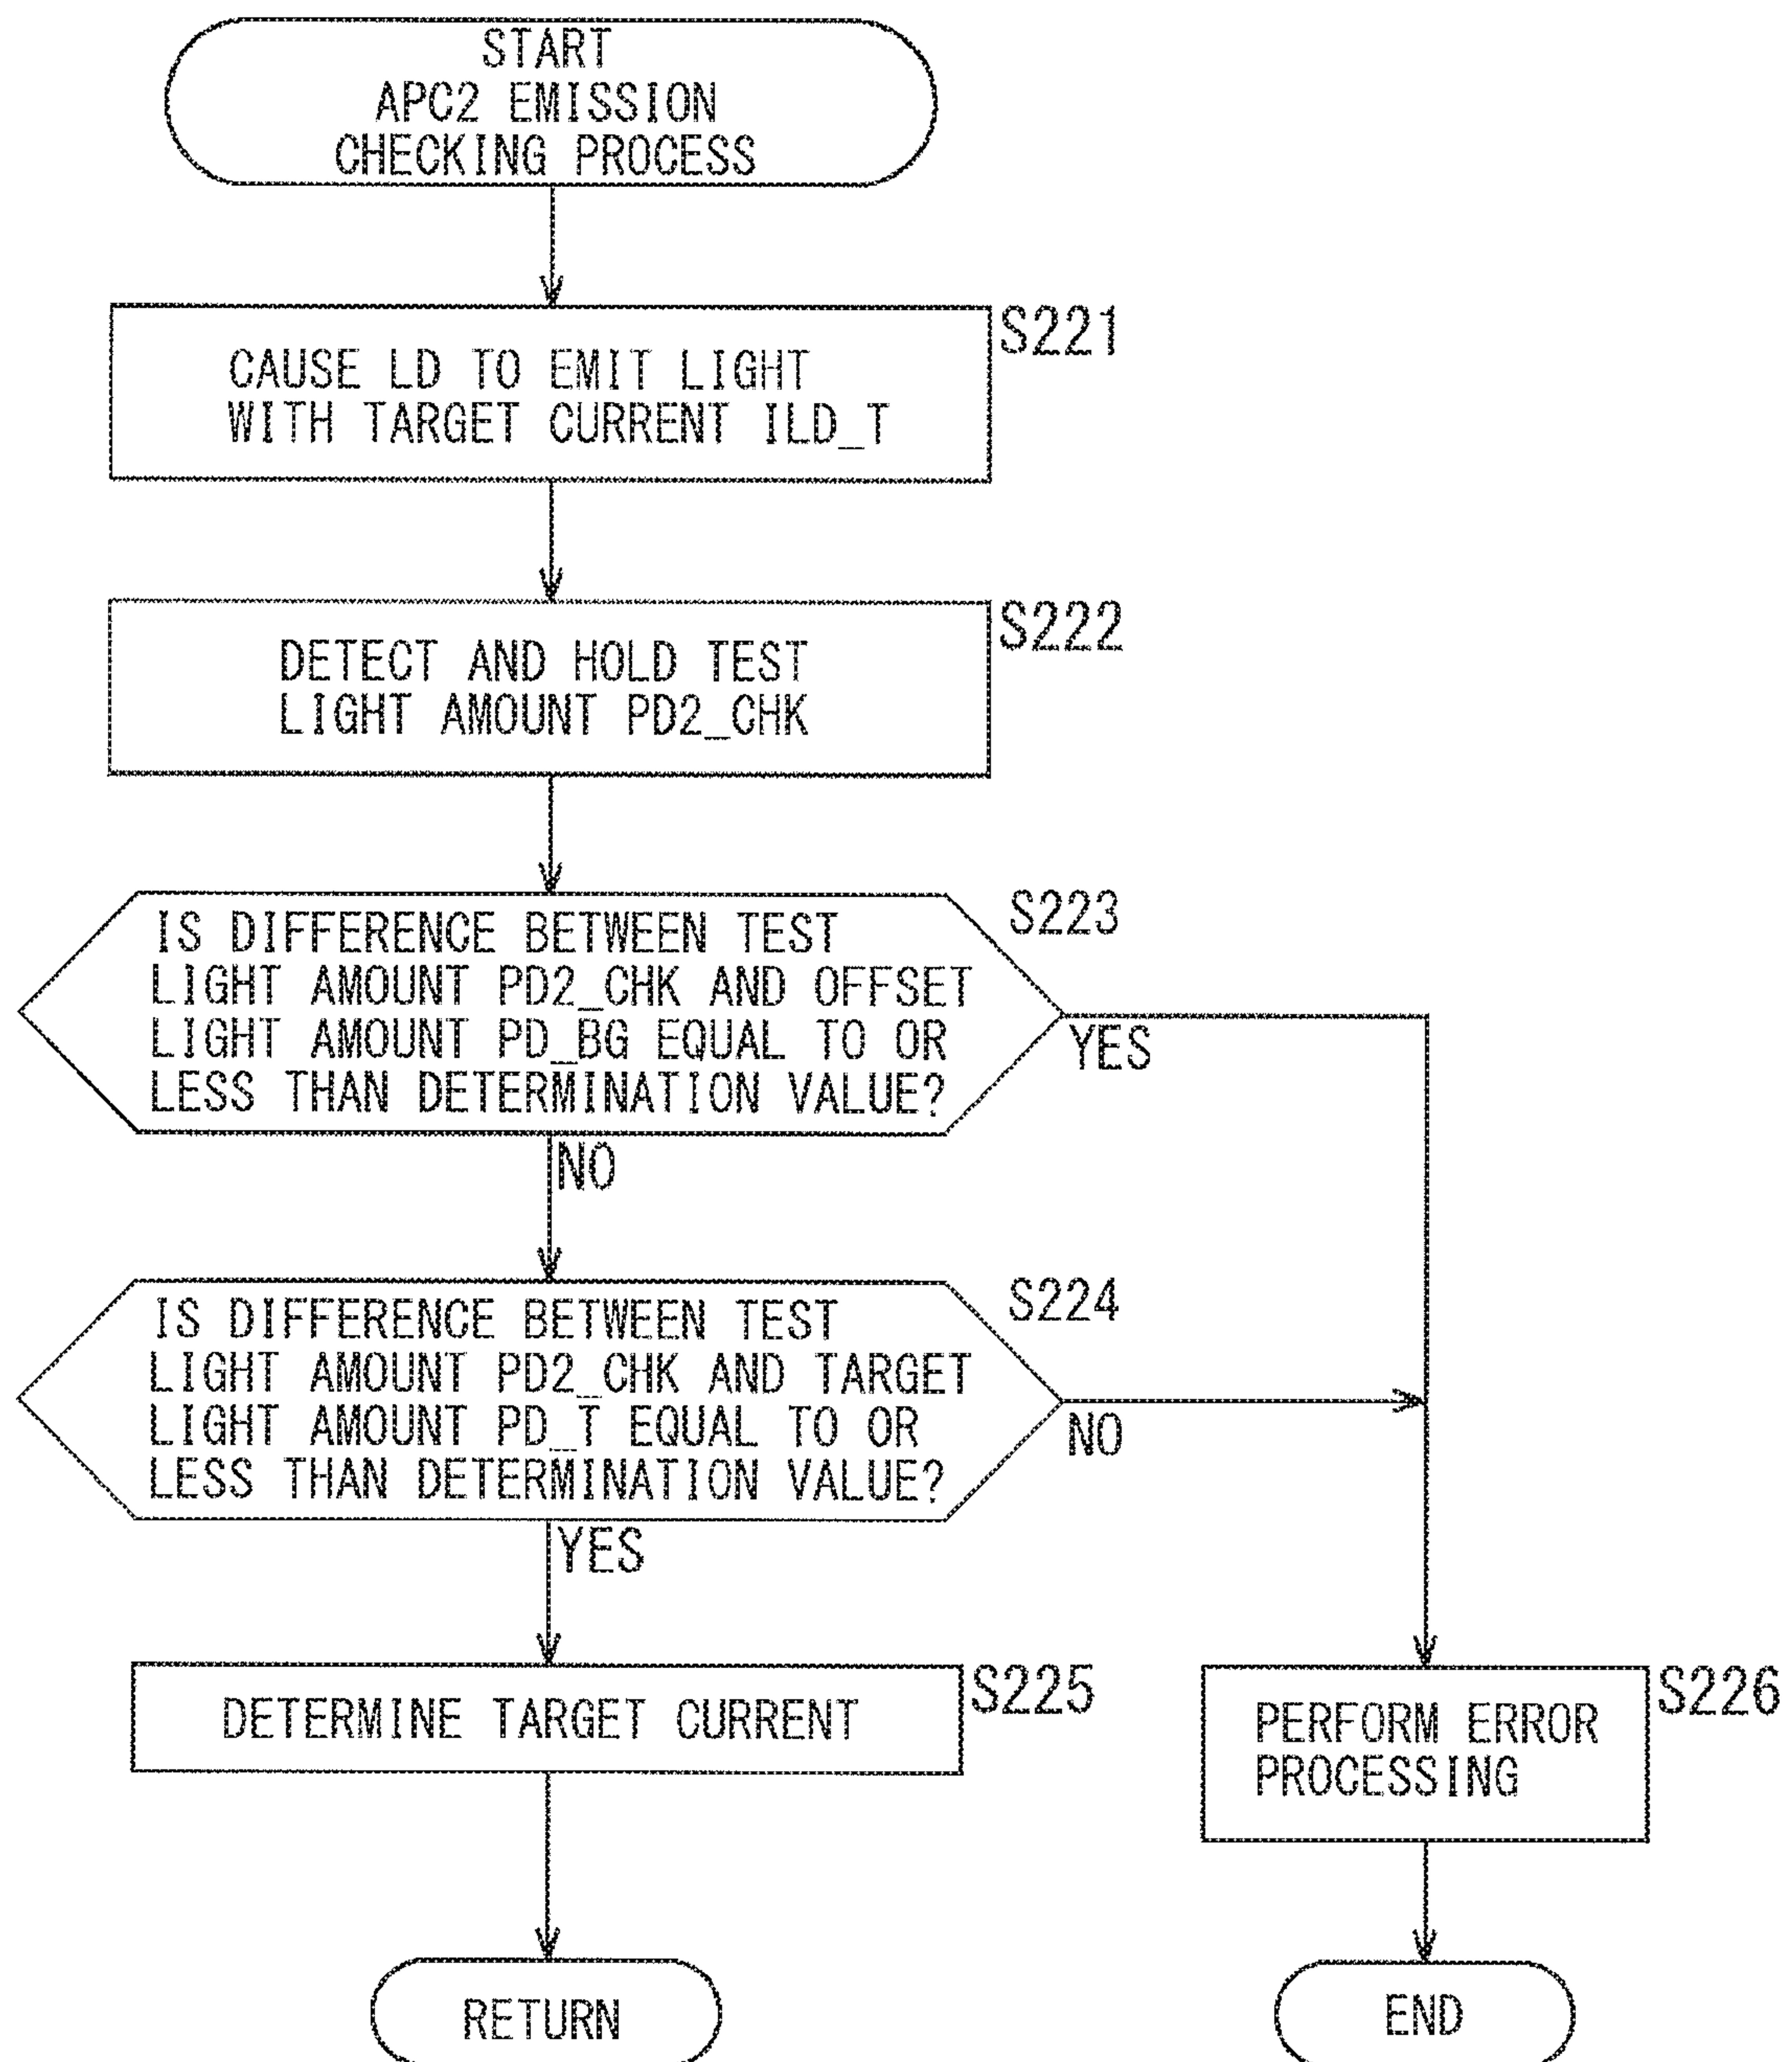 START
APC2 EMISSION
CHECKING PROCESS
S221
CAUSE LD TO EMIT LIGHT
WITH TARGET CURRENT ILD_T
S222
DETECT AND HOLD TEST
LIGHT AMOUNT PD2_CHK
S223
IS DIFFERENCE BETWEEN TEST
LIGHT AMOUNT PD2_CHK AND OFFSET
LIGHT AMOUNT PD_BG EQUAL TO OR
LESS THAN DETERMINATION VALUE?
YES
NO
S224
IS DIFFERENCE BETWEEN TEST
LIGHT AMOUNT PD2_CHK AND TARGET
LIGHT AMOUNT PD_T EQUAL TO OR
LESS THAN DETERMINATION VALUE?
NO
YES
S225
DETERMINE TARGET CURRENT
S226
PERFORM ERROR
PROCESSING
RETURN
END